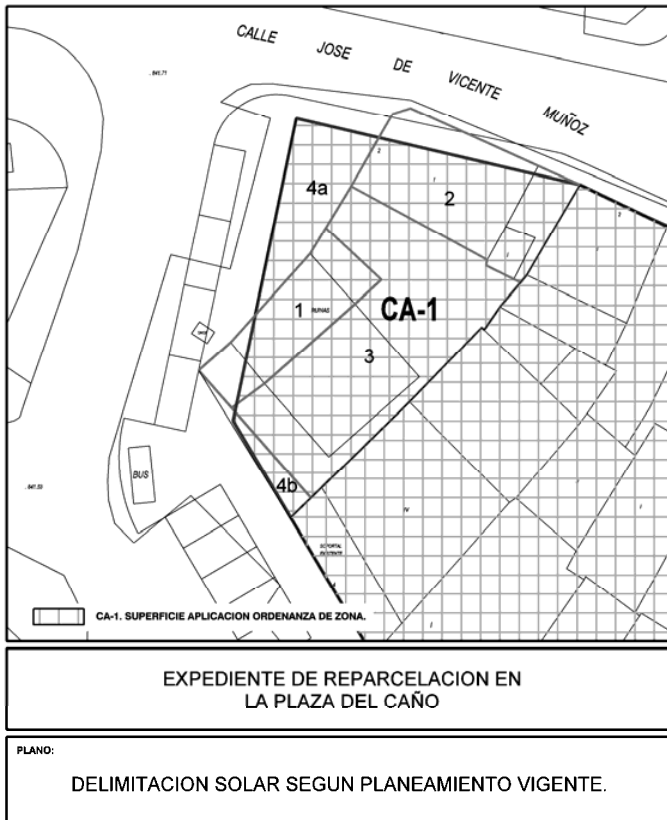 CALLE JOSE DE VICENTE MUÑOZ
4a
2
1
RUINAS
CA-1
3
BUS
4b
IV
CA-1. SUPERFICIE APLICACION ORDENANZA DE ZONA.
EXPEDIENTE DE REPARCELACION EN
LA PLAZA DEL CAÑO
PLANO:
DELIMITACION SOLAR SEGUN PLANEAMIENTO VIGENTE.